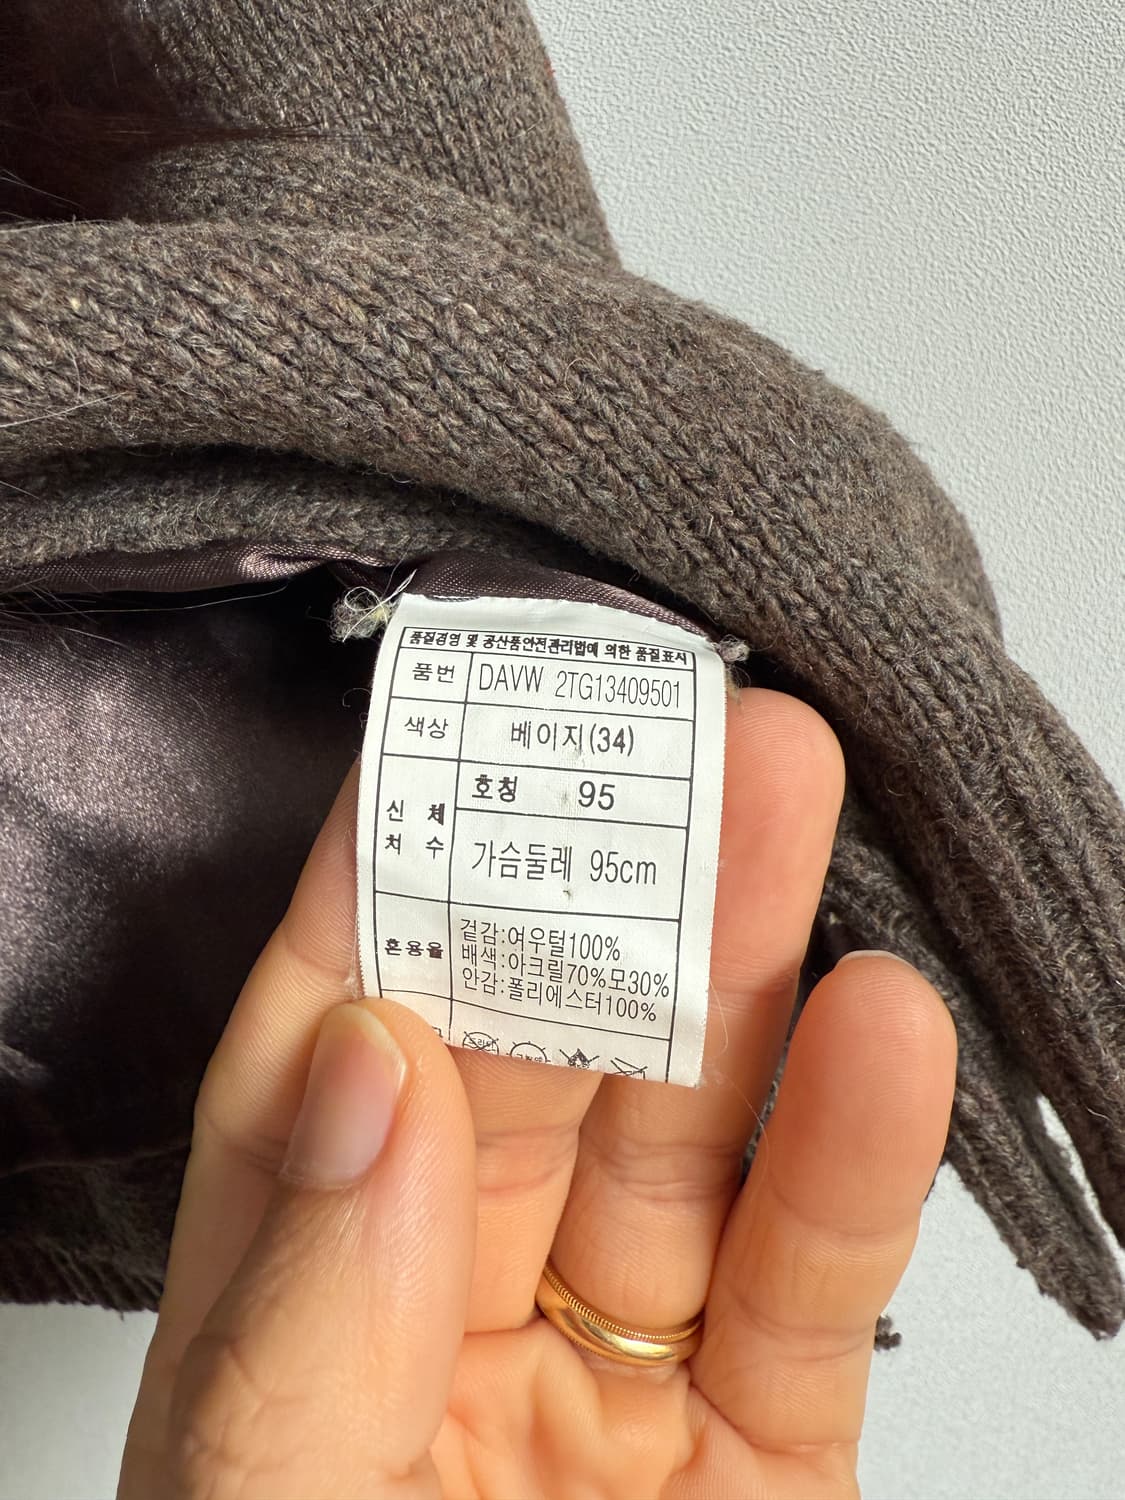 품질경영 및 공산품안전관리법에 의한 품질표시
품번 DAVW 2TG13409501
색상 베이지(34)
신체 치수 호칭 95
가슴둘레 95cm
혼용율 겉감:여우털100%
배색:아크릴70%모30%
안감:폴리에스터100%